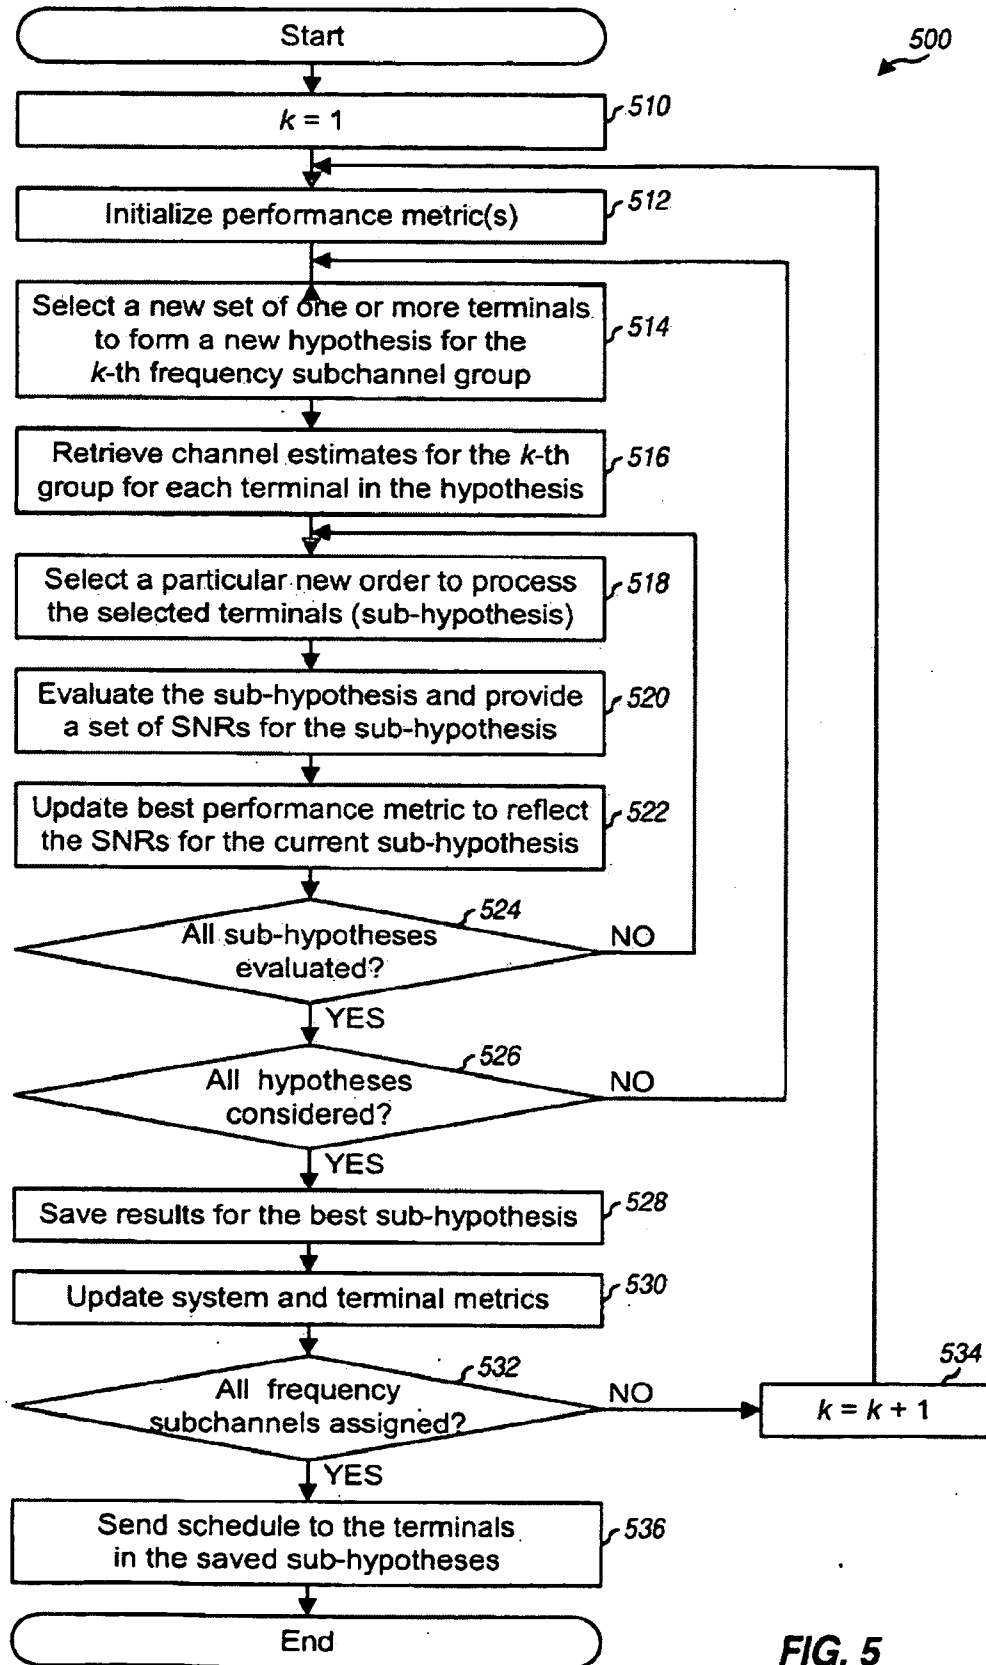 Start
500
k = 1
510
Initialize performance metric(s)
512
Select a new set of one or more terminals
to form a new hypothesis for the
k-th frequency subchannel group
514
Retrieve channel estimates for the k-th
group for each terminal in the hypothesis
516
Select a particular new order to process
the selected terminals (sub-hypothesis)
518
Evaluate the sub-hypothesis and provide
a set of SNRs for the sub-hypothesis
520
Update best performance metric to reflect
the SNRs for the current sub-hypothesis
522
All sub-hypotheses
evaluated?
524
NO
YES
All hypotheses
considered?
526
NO
YES
Save results for the best sub-hypothesis
528
Update system and terminal metrics
530
All frequency
subchannels assigned?
532
NO
k = k + 1
534
YES
Send schedule to the terminals
in the saved sub-hypotheses
536
End
FIG. 5